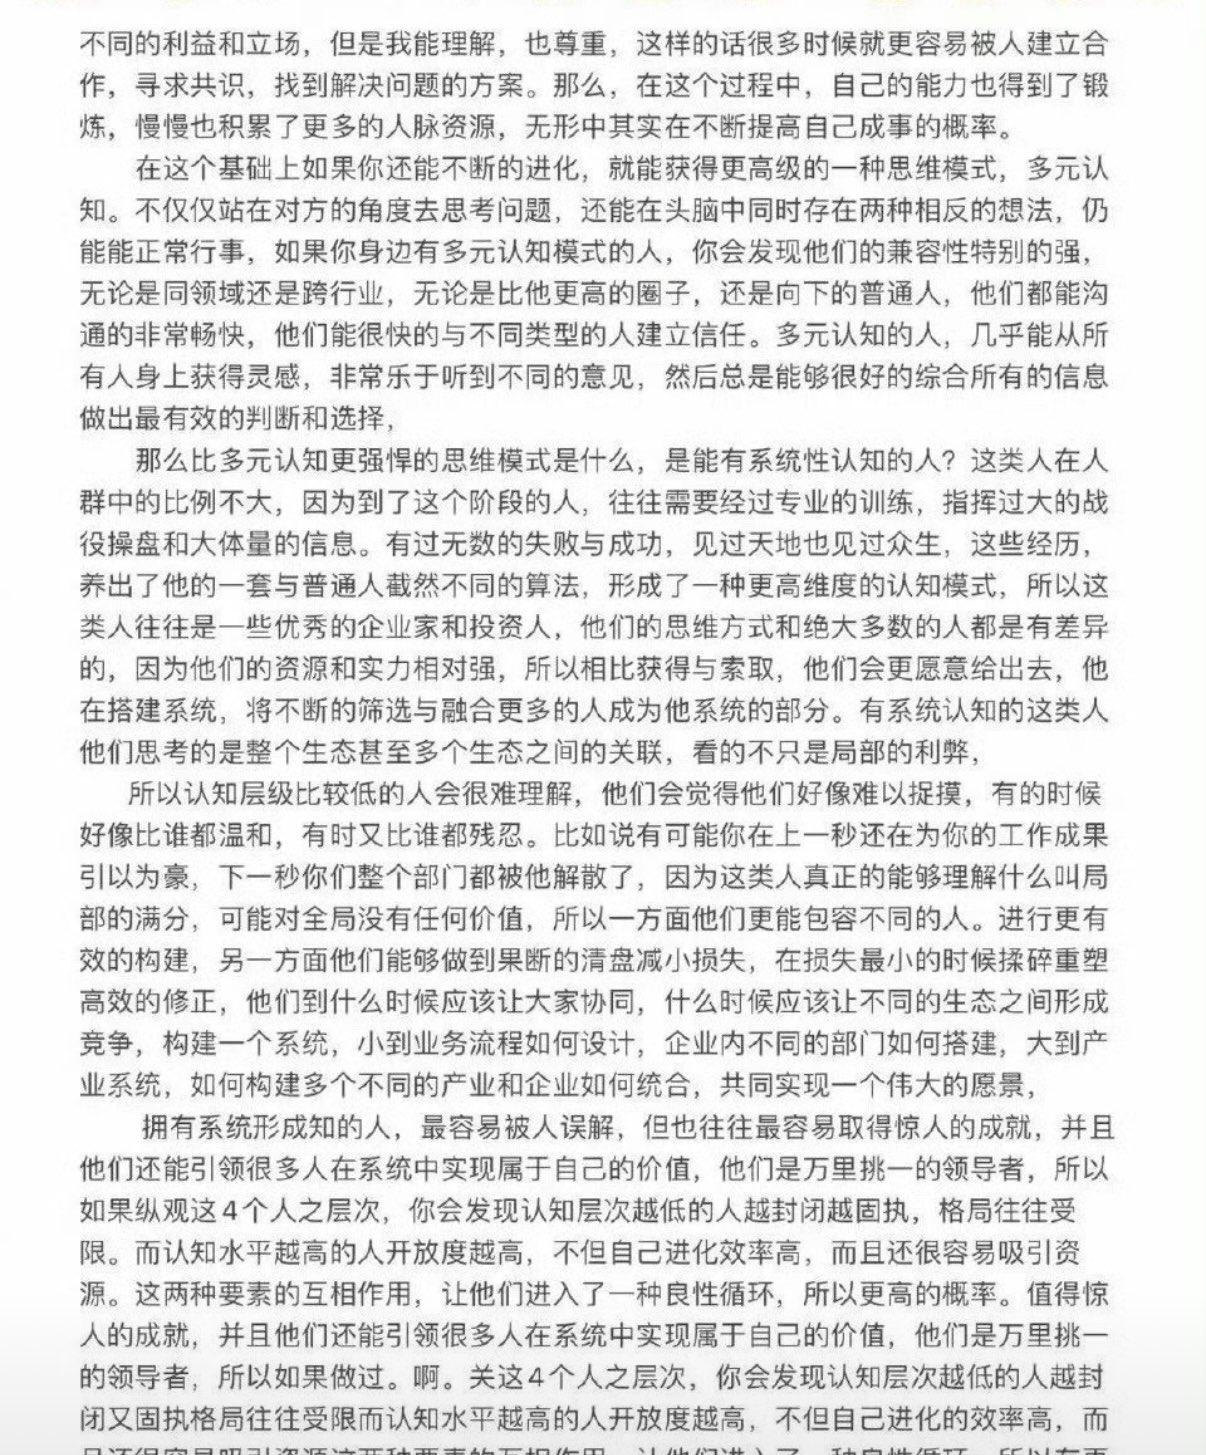 不同的利益和立场，但是我能理解，也尊重，这样的话很多时候就更容易被人建立合
作，寻求共识，找到解决问题的方案。那么，在这个过程中，自己的能力也得到了锻
炼，慢慢也积累了更多的人脉资源，无形中其实在不断提高自己成事的概率。
在这个基础上如果你还能不断的进化，就能获得更高级的一种思维模式，多元认
知。不仅仅站在对方的角度去思考问题，还能在头脑中同时存在两种相反的想法，仍
能能正常行事，如果你身边有多元认知模式的人，你会发现他们的兼容性特别的强，
无论是同领域还是跨行业，无论是比他更高的圈子，还是向下的普通人，他们都能沟
通的非常畅快，他们能很快的与不同类型的人建立信任。多元认知的人，几乎能从所
有人身上获得灵感，非常乐于听到不同的意见，然后总是能够很好的综合所有的信息
做出最有效的判断和选择，
那么比多元认知更强悍的思维模式是什么，是能有系统性认知的人？这类人在人
群中的比例不大，因为到了这个阶段的人，往往需要经过专业的训练，指挥过大的战
役操盘和大体量的信息。有过无数的失败与成功，见过天地也见过众生，这些经历，
养出了他的一套与普通人截然不同的算法，形成了一种更高维度的认知模式，所以这
类人往往是一些优秀的企业家和投资人，他们的思维方式和绝大多数的人都是有差异
的，因为他们的资源和实力相对强，所以相比获得与索取，他们会更愿意给出去，他
在搭建系统，将不断的筛选与融合更多的人成为他系统的部分。有系统认知的这类人
他们思考的是整个生态甚至多个生态之间的关联，看的不只是局部的利弊，
所以认知层级比较低的人会很难理解，他们会觉得他们好像难以捉摸，有的时候
好像比谁都温和，有时又比谁都残忍。比如说有可能你在上一秒还在为你的工作成果
引以为豪，下一秒你们整个部门都被他解散了，因为这类人真正的能够理解什么叫局
部的满分，可能对全局没有任何价值，所以一方面他们更能包容不同的人。进行更有
效的构建，另一方面他们能够做到果断的清盘减小损失，在损失最小的时候揉碎重塑
高效的修正，他们到什么时候应该让大家协同，什么时候应该让不同的生态之间形成
竞争，构建一个系统，小到业务流程如何设计，企业内不同的部门如何搭建，大到产
业系统，如何构建多个不同的产业和企业如何统合，共同实现一个伟大的愿景，
拥有系统形成知的人，最容易被人误解，但也往往最容易取得惊人的成就，并且
他们还能引领很多人在系统中实现属于自己的价值，他们是万里挑一的领导者，所以
如果纵观这4个人之层次，你会发现认知层次越低的人越封闭越固执，格局往往受
限。而认知水平越高的人开放度越高，不但自己进化效率高，而且还很容易吸引资
源。这两种要素的互相作用，让他们进入了一种良性循环，所以更高的概率。值得惊
人的成就，并且他们还能引领很多人在系统中实现属于自己的价值，他们是万里挑一
的领导者，所以如果做过。啊。关这4个人之层次，你会发现认知层次越低的人越封
闭又固执格局往往受限而认知水平越高的人开放度越高，不但自己进化的效率高，而